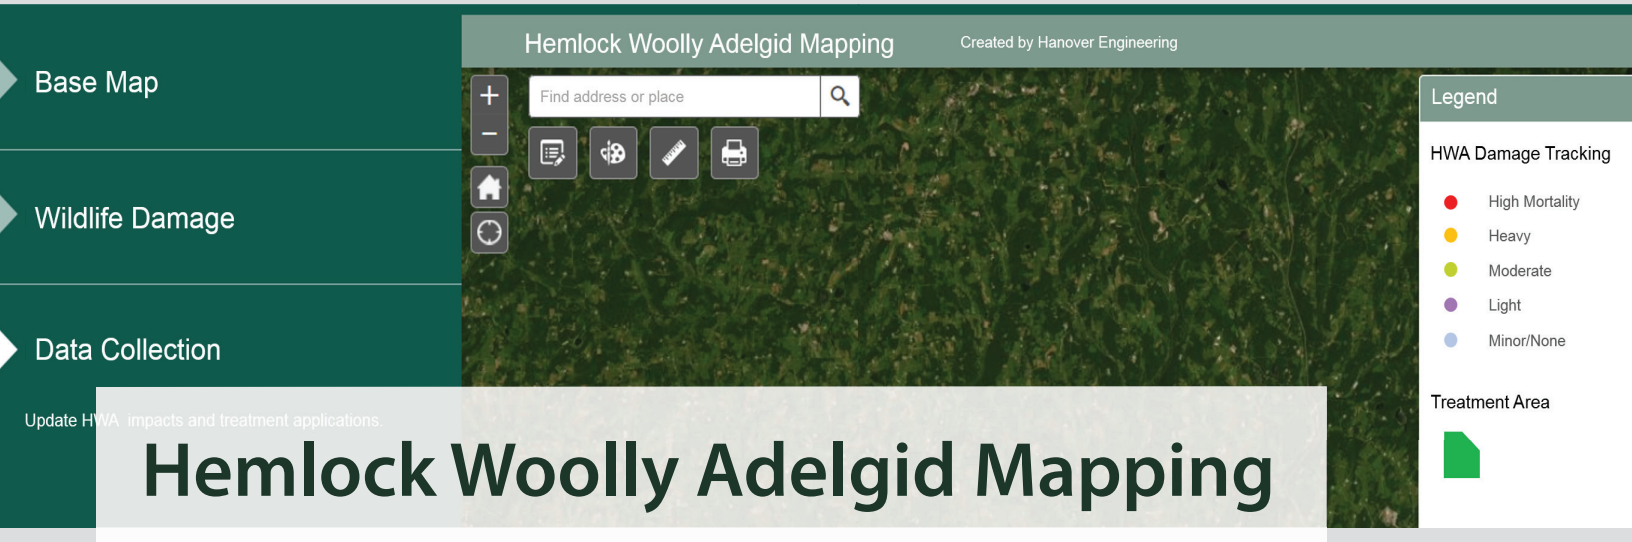 Base Map
Wildlife Damage
Data Collection
Update HWA impacts and treatment applications.
Hemlock Woolly Adelgid Mapping
Created by Hanover Engineering
Find address or place
Legend
HWA Damage Tracking
High Mortality
Heavy
Moderate
Light
Minor/None
Treatment Area
Hemlock Woolly Adelgid Mapping